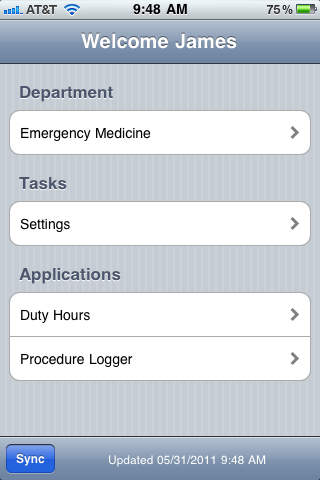 AT&T 9:48 AM 75%
Welcome James
Department
Emergency Medicine
Tasks
Settings
Applications
Duty Hours
Procedure Logger
Sync Updated 05/31/2011 9:48 AM